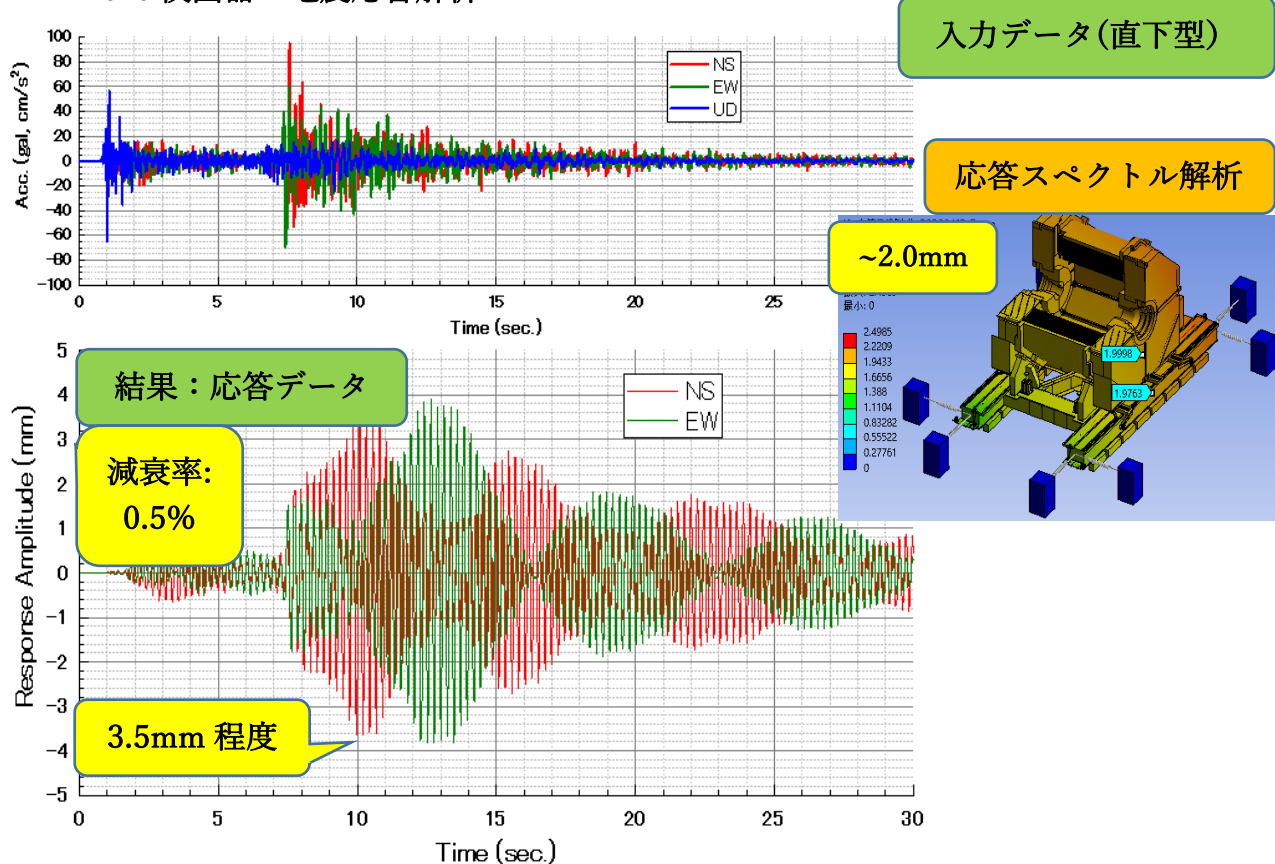 入力データ(直下型)
100
80
60
40
20
0
-20
-40
-60
-80
-100
Acc. (gal, cm/s²)
NS
EW
UD
0 5 10 15 20 25
Time (sec.)
応答スペクトル解析
~2.0mm
最小: 0
2.4985
2.2209
1.9433
1.6656
1.388
1.1104
0.83282
0.55522
0.27761
0
1.9998
1.9763
結果：応答データ
減衰率:
0.5%
3.5mm 程度
5
4
3
2
1
0
-1
-2
-3
-4
-5
Response Amplitude (mm)
NS
EW
0 5 10 15 20 25 30
Time (sec.)